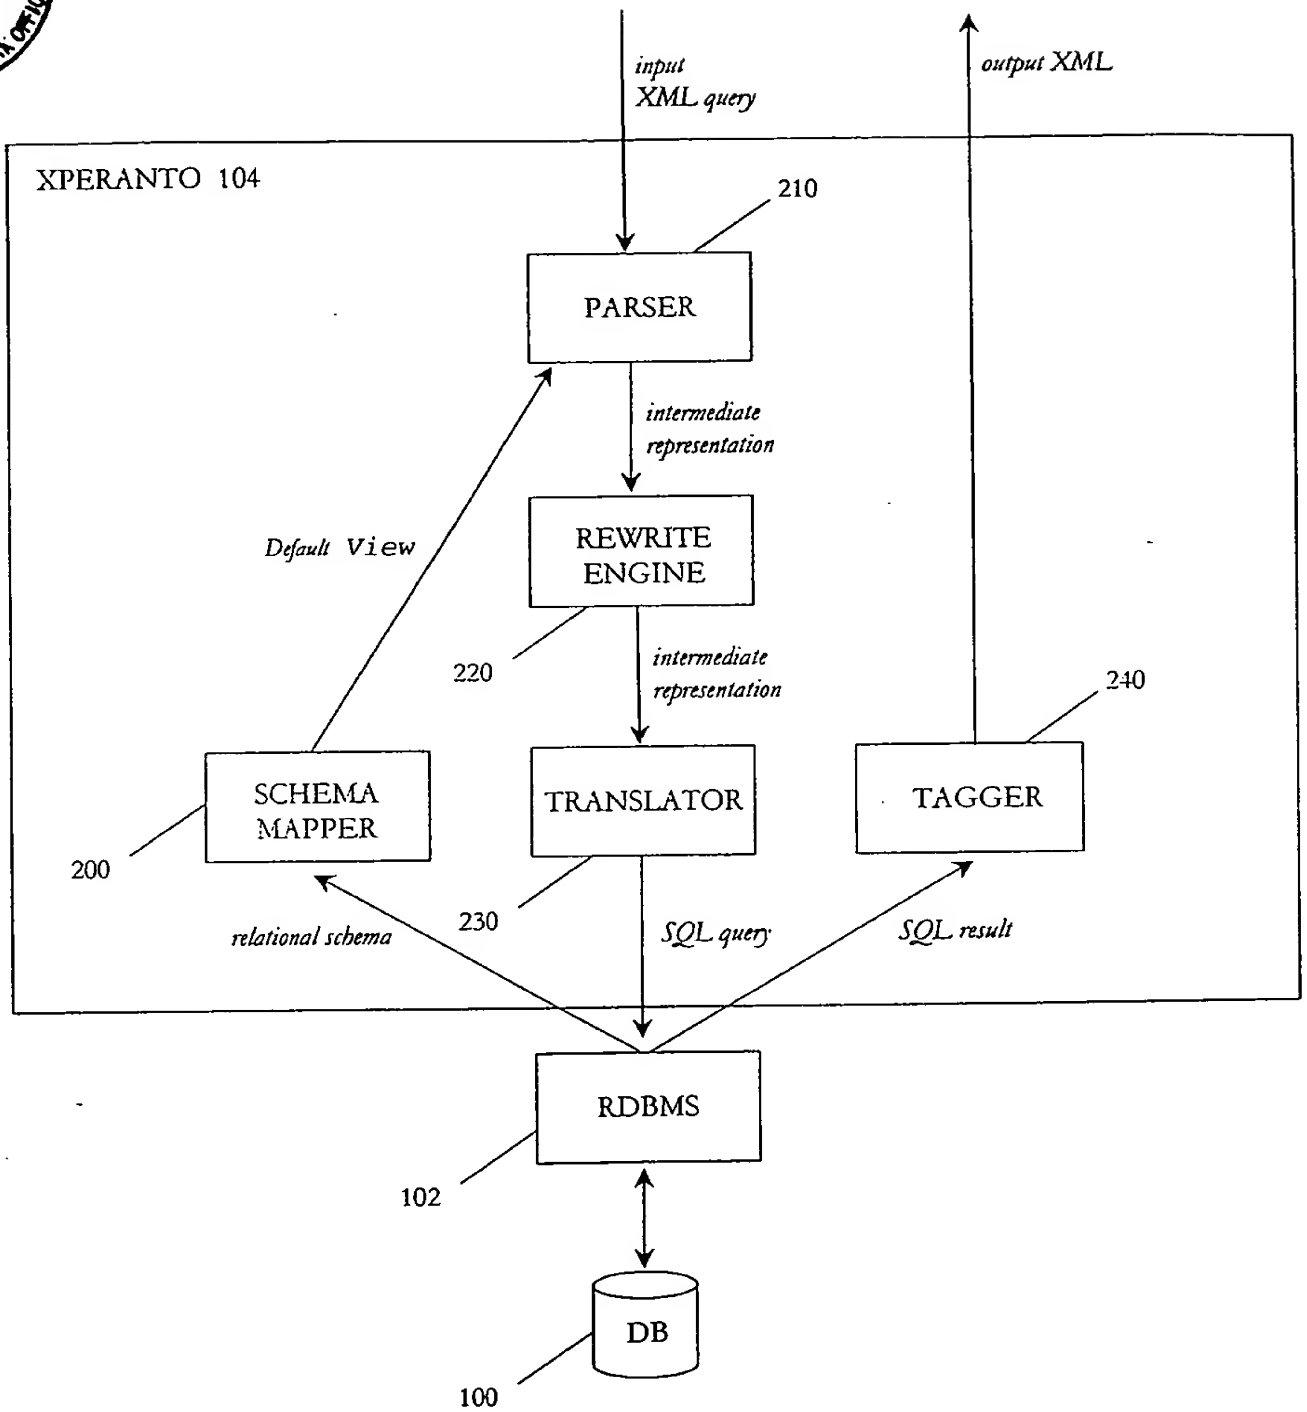 input
XML query
output XML
XPERANTO 104
210
PARSER
intermediate
representation
Default View
REWRITE
ENGINE
220
intermediate
representation
240
SCHEMA
MAPPER
TRANSLATOR
TAGGER
200
230
relational schema
SQL query
SQL result
RDBMS
102
DB
100